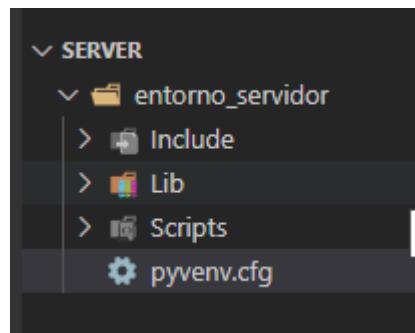 SERVER
entorno_servidor
Include
Lib
Scripts
pyvenv.cfg